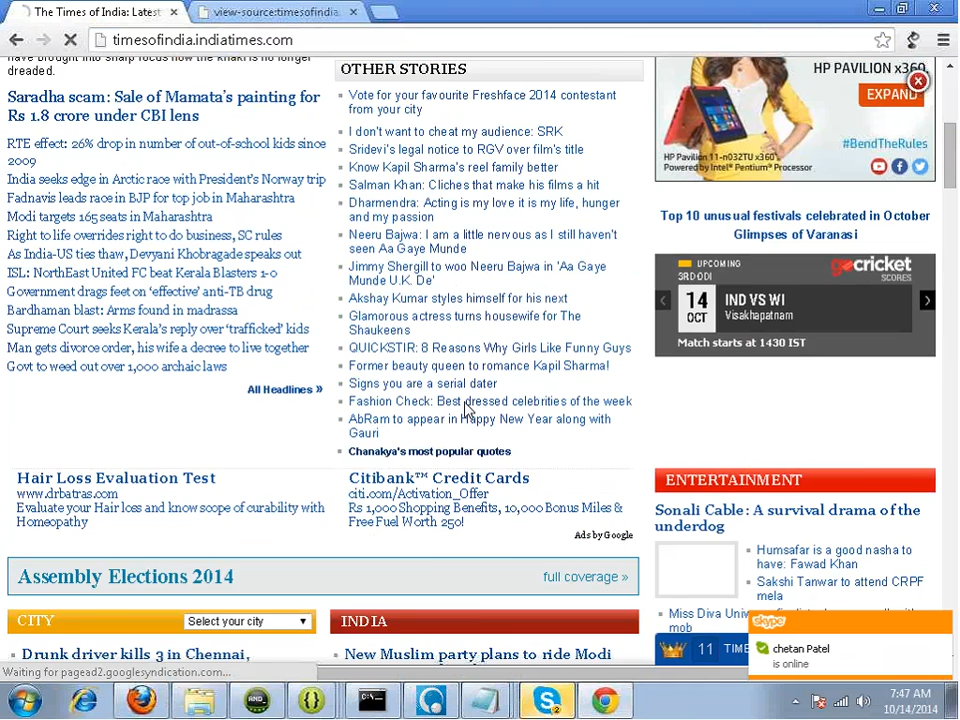 The Times of India: Latest
view-source:timesofindia.
timesofindia.indiatimes.com
have brought into sharp focus how the khaki is no longer
dreaded.
Saradha scam: Sale of Mamata's painting for
Rs 1.8 crore under CBI lens
RTE effect: 26% drop in number of out-of-school kids since
2009
India seeks edge in Arctic race with President's Norway trip
Fadnavis leads race in BJP for top job in Maharashtra
Modi targets 165 seats in Maharashtra
Right to life overrides right to do business, SC rules
As India-US ties thaw, Devyani Khobragade speaks out
ISL: NorthEast United FC beat Kerala Blasters 1-0
Government drags feet on 'effective' anti-TB drug
Bardhaman blast: Arms found in madrassa
Supreme Court seeks Kerala's reply over 'trafficked' kids
Man gets divorce order, his wife a decree to live together
Govt to weed out over 1,000 archaic laws
All Headlines »
OTHER STORIES
Vote for your favourite Freshface 2014 contestant
from your city
I don't want to cheat my audience: SRK
Sridevi's legal notice to RGV over film's title
Know Kapil Sharma's reel family better
Salman Khan: Cliches that make his films a hit
Dharmendra: Acting is my love it is my life, hunger
and my passion
Neeru Bajwa: I am a little nervous as I still haven't
seen Aa Gaye Munde
Jimmy Shergill to woo Neeru Bajwa in 'Aa Gaye
Munde U.K. De'
Akshay Kumar styles himself for his next
Glamorous actress turns housewife for The
Shaukeens
QUICKSTIR: 8 Reasons Why Girls Like Funny Guys
Former beauty queen to romance Kapil Sharma!
Signs you are a serial dater
Fashion Check: Best dressed celebrities of the week
AbRam to appear in Happy New Year along with
Gauri
Chanakya's most popular quotes
HP PAVILION x360
EXPAND
#BendTheRules
HP Pavilion 11-n032TU x360
Powered by Intel® Pentium® Processor
Top 10 unusual festivals celebrated in October
Glimpses of Varanasi
UPCOMING
3RD ODI
gocricket
SCORES
14
OCT
IND VS WI
Visakhapatnam
Match starts at 1430 IST
Hair Loss Evaluation Test
www.drbatras.com
Evaluate your Hair loss and know scope of curability with
Homeopathy
Citibank™ Credit Cards
citi.com/Activation_Offer
Rs 1,000 Shopping Benefits, 10,000 Bonus Miles &
Free Fuel Worth 250!
Ads by Google
ENTERTAINMENT
Sonali Cable: A survival drama of the
underdog
Humsafar is a good nasha to
have: Fawad Khan
Sakshi Tanwar to attend CRPF
mela
Miss Diva
mob
Assembly Elections 2014
full coverage »
CITY
Select your city
INDIA
Drunk driver kills 3 in Chennai,
New Muslim party plans to ride Modi
11 TIME
skype
chetan Patel
is online
Waiting for pagead2.googlesyndication.com...
2
7:47 AM
10/14/2014